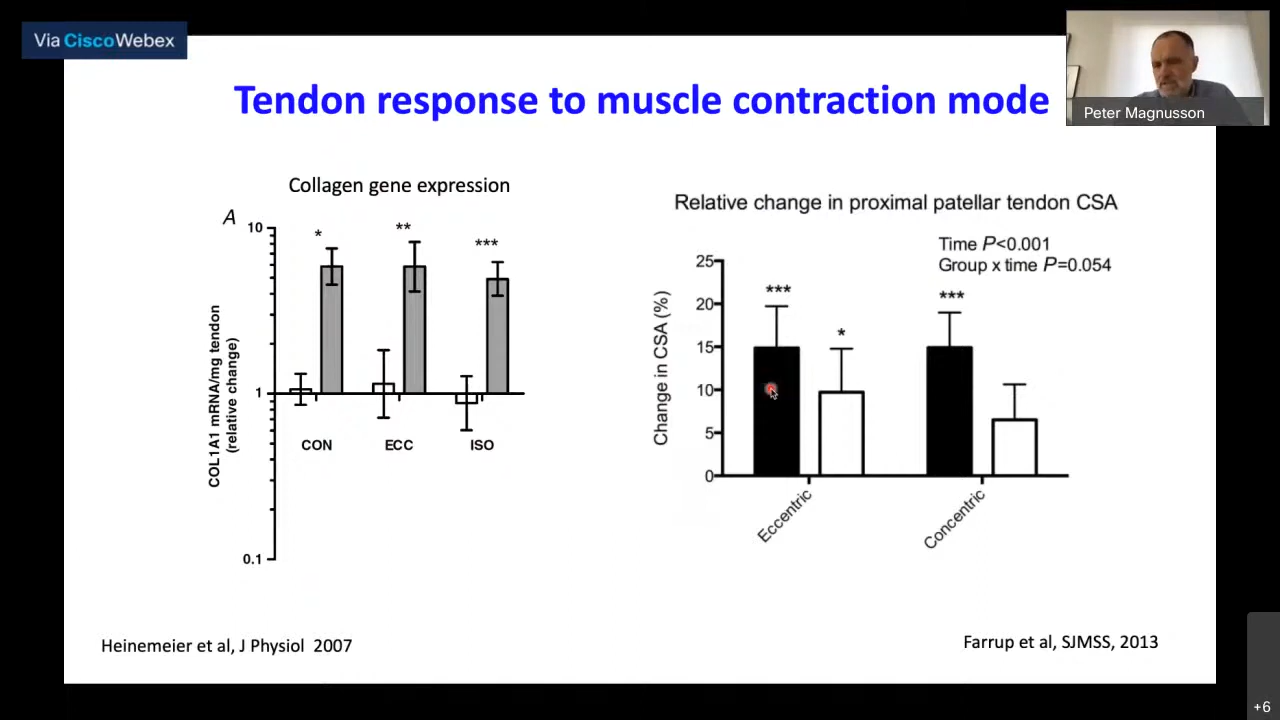 Via CiscoWebex
Tendon response to muscle contraction mode
Peter Magnusson
Collagen gene expression
A
10
1
0.1
COL1A1 mRNA/mg tendon
(relative change)
*
**
***
CON
ECC
ISO
Relative change in proximal patellar tendon CSA
Time P<0.001
Group x time P=0.054
Change in CSA (%)
25
20
15
10
5
0
***
*
***
Eccentric
Concentric
Heinemeier et al, J Physiol 2007
Farrup et al, SJMSS, 2013
+6